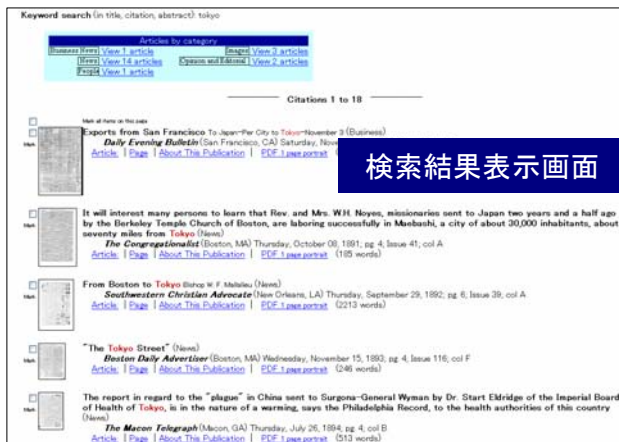 Keyword search (in title, citation, abstract): tokyo
Articles by category
Business News View 1 article Images View 3 articles
News View 14 articles Opinion and Editorial View 2 articles
People View 1 article
Citations 1 to 18
Mark all items on this page
Exports from San Francisco To Japan-Per City to Tokyo-November 3 (Business)
Mark Daily Evening Bulletin (San Francisco, CA) Saturday, Nov
Article | Page | About This Publication | PDF 1 page portrait
検索結果表示画面
It will interest many persons to learn that Rev. and Mrs. W.H. Noyes, missionaries sent to Japan two years and a half ago
by the Berkeley Temple Church of Boston, are laboring successfully in Maebashi, a city of about 30,000 inhabitants, about
Mark seventy miles from Tokyo (News)
The Congregationalist (Boston, MA) Thursday, October 08, 1891; pg. 4; Issue 41; col A
Article | Page | About This Publication | PDF 1 page portrait (185 words)
From Boston to Tokyo Bishop W. F. Mallalieu (News)
Mark Southwestern Christian Advocate (New Orleans, LA) Thursday, September 29, 1892; pg. 6; Issue 39; col A
Article | Page | About This Publication | PDF 1 page portrait (2213 words)
"The Tokyo Street" (News)
Mark Boston Daily Advertiser (Boston, MA) Wednesday, November 15, 1893; pg. 4; Issue 116; col F
Article | Page | About This Publication | PDF 1 page portrait (246 words)
The report in regard to the "plague" in China sent to Surgona-General Wyman by Dr. Start Eldridge of the Imperial Board
of Health of Tokyo, is in the nature of a warming, says the Philadelphia Record, to the health authorities of this country
Mark (News)
The Macon Telegraph (Macon, GA) Thursday, July 26, 1894; pg. 4; col B
Article | Page | About This Publication | PDF 1 page portrait (513 words)